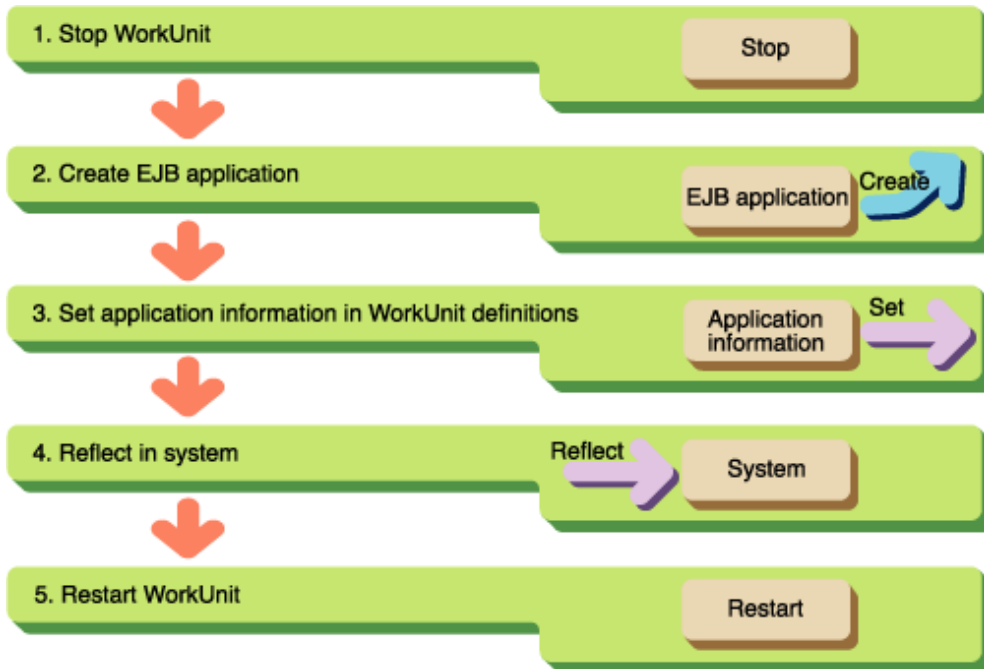 1. Stop WorkUnit
Stop
2. Create EJB application
EJB application
Create
3. Set application information in WorkUnit definitions
Application
information
Set
4. Reflect in system
Reflect
System
5. Restart WorkUnit
Restart